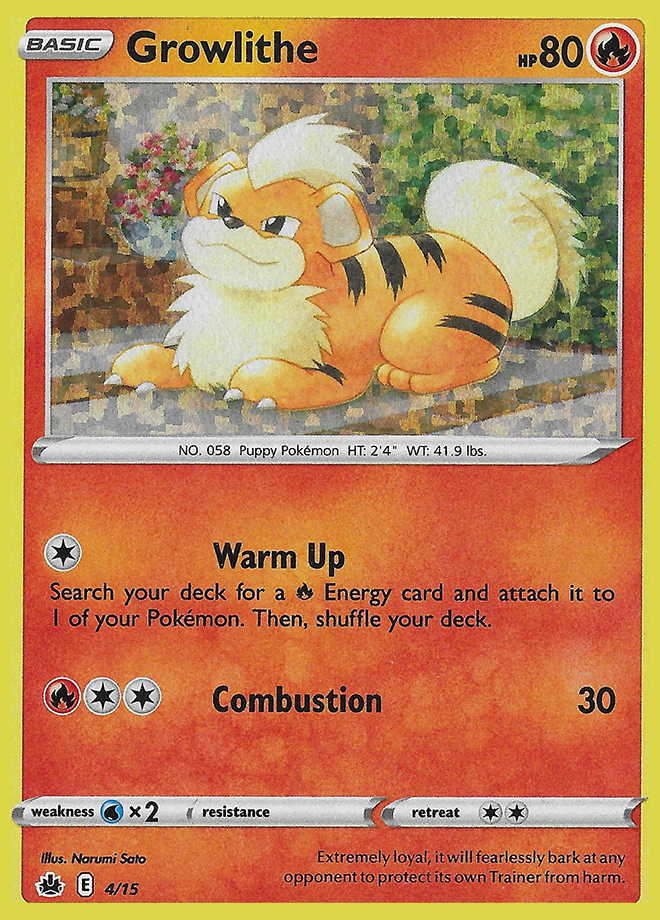 BASIC Growlithe HP 80
NO. 058 Puppy Pokémon HT: 2'4" WT: 41.9 lbs.
Warm Up
Search your deck for a Energy card and attach it to
1 of your Pokémon. Then, shuffle your deck.
Combustion 30
weakness ×2 resistance retreat
Illus. Narumi Sato
Extremely loyal, it will fearlessly bark at any
opponent to protect its own Trainer from harm.
E 4/15